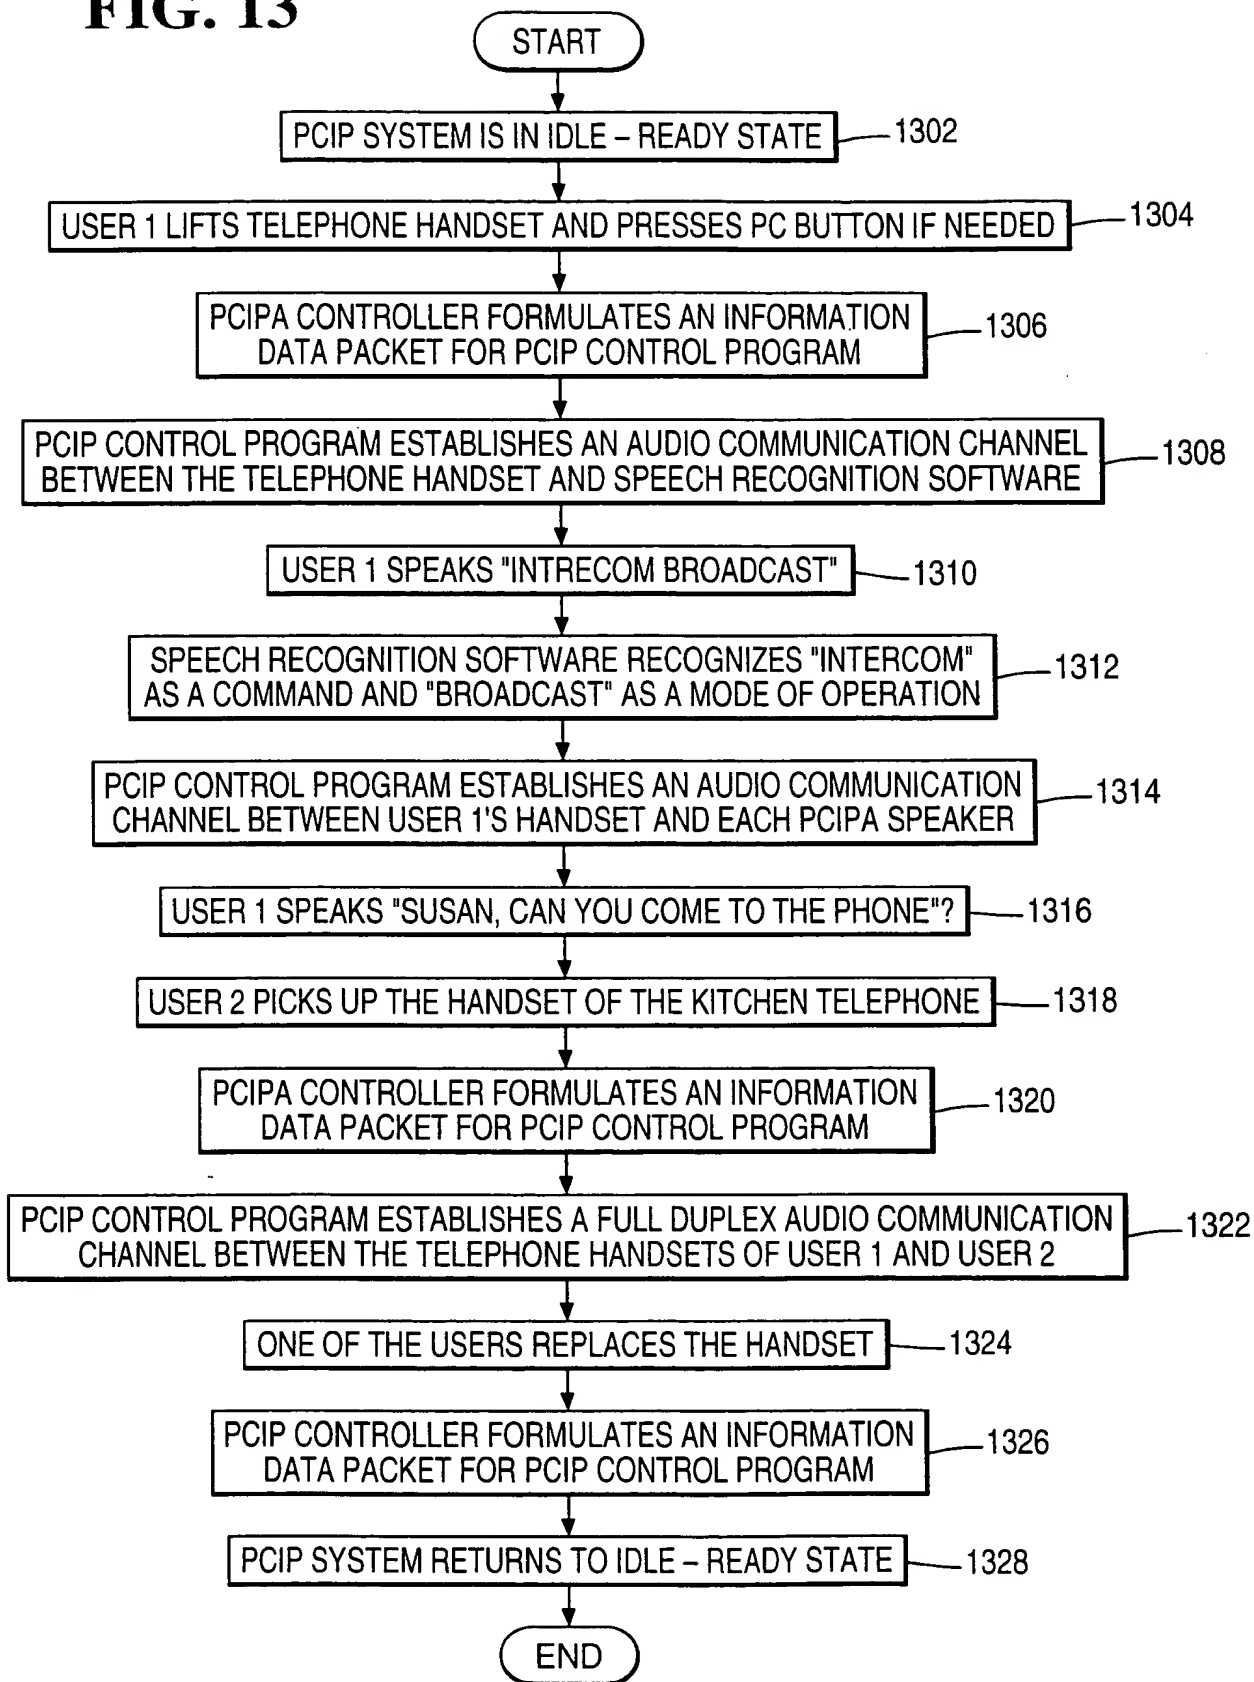 FIG. 13
START
PCIP SYSTEM IS IN IDLE – READY STATE
1302
USER 1 LIFTS TELEPHONE HANDSET AND PRESSES PC BUTTON IF NEEDED
1304
PCIPA CONTROLLER FORMULATES AN INFORMATION
DATA PACKET FOR PCIP CONTROL PROGRAM
1306
PCIP CONTROL PROGRAM ESTABLISHES AN AUDIO COMMUNICATION CHANNEL
BETWEEN THE TELEPHONE HANDSET AND SPEECH RECOGNITION SOFTWARE
1308
USER 1 SPEAKS "INTRECOM BROADCAST"
1310
SPEECH RECOGNITION SOFTWARE RECOGNIZES "INTERCOM"
AS A COMMAND AND "BROADCAST" AS A MODE OF OPERATION
1312
PCIP CONTROL PROGRAM ESTABLISHES AN AUDIO COMMUNICATION
CHANNEL BETWEEN USER 1'S HANDSET AND EACH PCIPA SPEAKER
1314
USER 1 SPEAKS "SUSAN, CAN YOU COME TO THE PHONE"?
1316
USER 2 PICKS UP THE HANDSET OF THE KITCHEN TELEPHONE
1318
PCIPA CONTROLLER FORMULATES AN INFORMATION
DATA PACKET FOR PCIP CONTROL PROGRAM
1320
PCIP CONTROL PROGRAM ESTABLISHES A FULL DUPLEX AUDIO COMMUNICATION
CHANNEL BETWEEN THE TELEPHONE HANDSETS OF USER 1 AND USER 2
1322
ONE OF THE USERS REPLACES THE HANDSET
1324
PCIP CONTROLLER FORMULATES AN INFORMATION
DATA PACKET FOR PCIP CONTROL PROGRAM
1326
PCIP SYSTEM RETURNS TO IDLE – READY STATE
1328
END